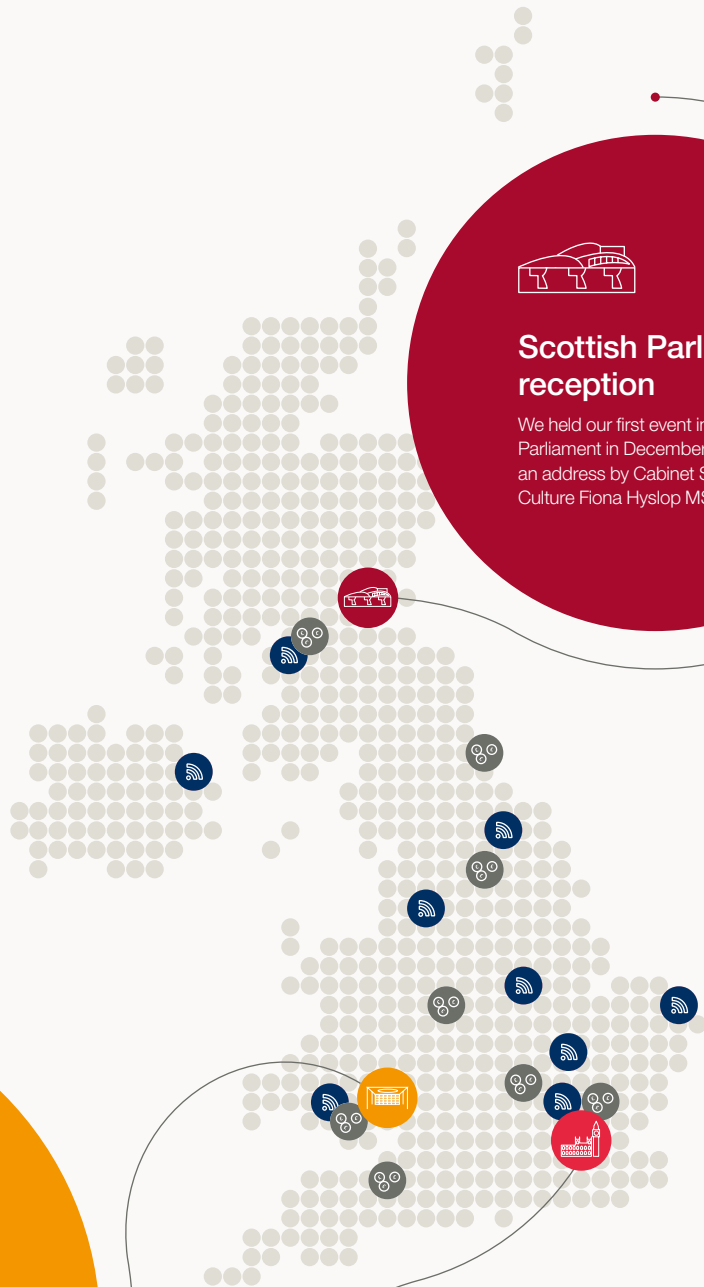 Scottish Parl
reception
We held our first event in
Parliament in December
an address by Cabinet S
Culture Fiona Hyslop MS